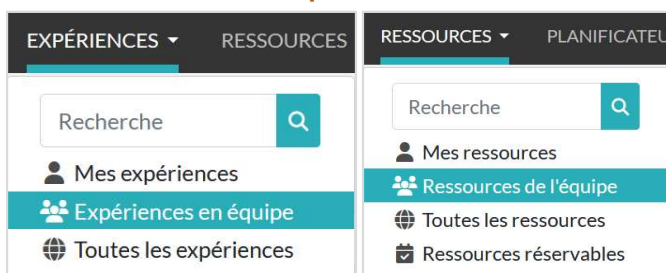 EXPÉRIENCES RESSOURCES
Recherche
Mes expériences
Expériences en équipe
Toutes les expériences
RESSOURCES
Recherche
Mes ressources
Ressources de l'équipe
Toutes les ressources
Ressources réservables